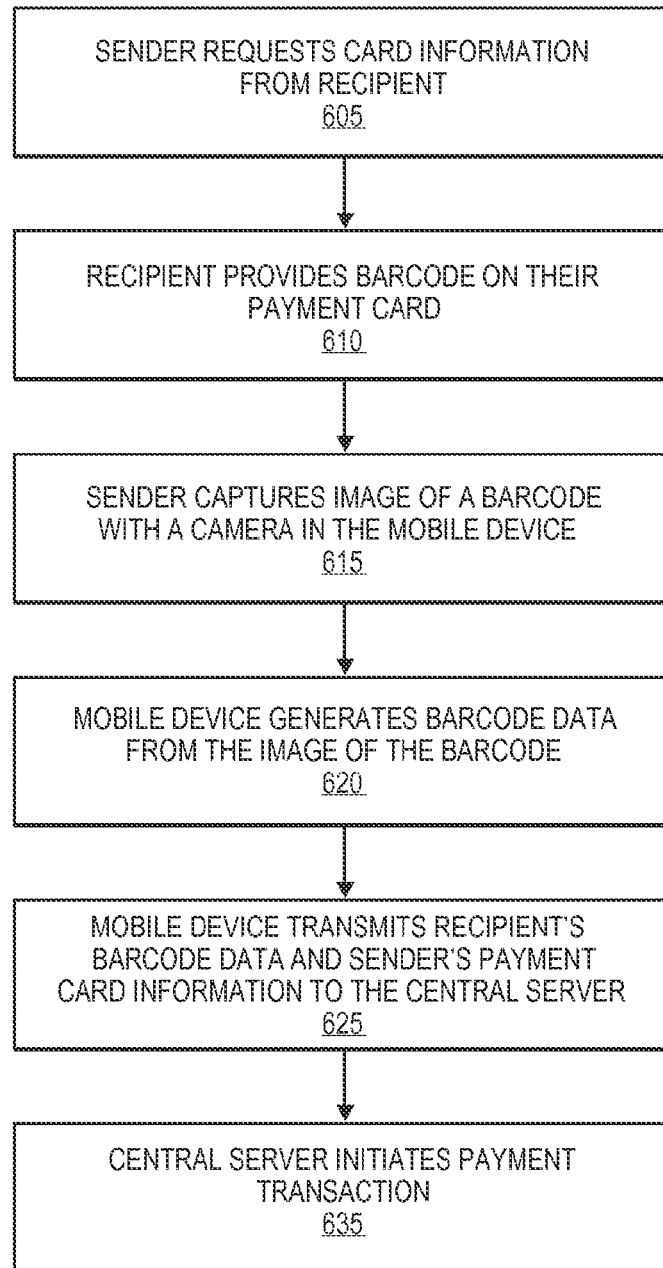 SENDER REQUESTS CARD INFORMATION
FROM RECIPIENT
605
RECIPIENT PROVIDES BARCODE ON THEIR
PAYMENT CARD
610
SENDER CAPTURES IMAGE OF A BARCODE
WITH A CAMERA IN THE MOBILE DEVICE
615
MOBILE DEVICE GENERATES BARCODE DATA
FROM THE IMAGE OF THE BARCODE
620
MOBILE DEVICE TRANSMITS RECIPIENT'S
BARCODE DATA AND SENDER'S PAYMENT
CARD INFORMATION TO THE CENTRAL SERVER
625
CENTRAL SERVER INITIATES PAYMENT
TRANSACTION
635